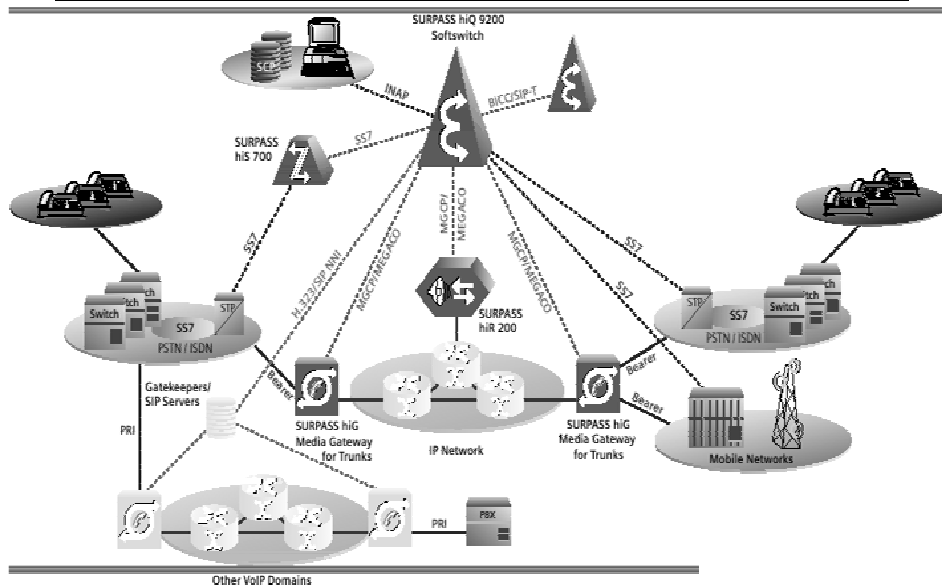 SURPASS hiQ 9200
Softswitch
SCP
INAP
BICC/SIP-T
SURPASS
hiS 700
SS7
SS7
H.323/SIP NNI
MGCP/MEGACO
MGCP/
MEGACO
MGCP/MEGACO
SS7
SS7
Switch
STP
SS7
PSTN / ISDN
SURPASS
hiR 200
STP
SS7
Switch
PSTN / ISDN
Bearer
Bearer
Bearer
Gatekeepers/
SIP Servers
PRI
SURPASS hiG
Media Gateway
for Trunks
IP Network
SURPASS hiG
Media Gateway
for Trunks
Mobile Networks
PRI
PBX
Other VoIP Domains